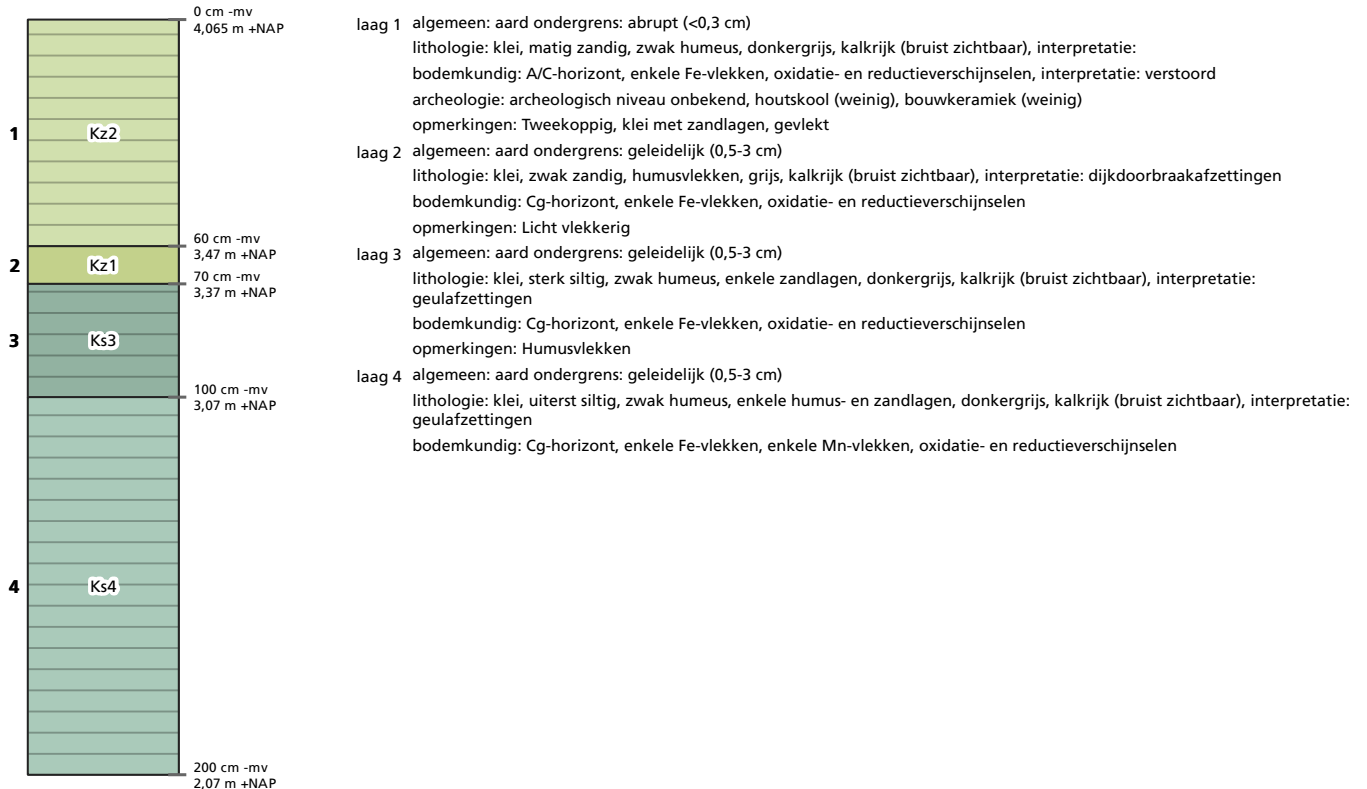 0 cm -mv
4,065 m +NAP
1
Kz2
60 cm -mv
3,47 m +NAP
2
Kz1
70 cm -mv
3,37 m +NAP
3
Ks3
100 cm -mv
3,07 m +NAP
4
Ks4
200 cm -mv
2,07 m +NAP
laag 1 algemeen: aard ondergrens: abrupt (<0,3 cm)
lithologie: klei, matig zandig, zwak humeus, donkergrijs, kalkrijk (bruist zichtbaar), interpretatie:
bodemkundig: A/C-horizont, enkele Fe-vlekken, oxidatie- en reductieverschijnselen, interpretatie: verstoord
archeologie: archeologisch niveau onbekend, houtskool (weinig), bouwkeramiek (weinig)
opmerkingen: Tweekoppig, klei met zandlagen, gevlekt
laag 2 algemeen: aard ondergrens: geleidelijk (0,5-3 cm)
lithologie: klei, zwak zandig, humusvlekken, grijs, kalkrijk (bruist zichtbaar), interpretatie: dijkdoorbraakafzettingen
bodemkundig: Cg-horizont, enkele Fe-vlekken, oxidatie- en reductieverschijnselen
opmerkingen: Licht vlekkerig
laag 3 algemeen: aard ondergrens: geleidelijk (0,5-3 cm)
lithologie: klei, sterk siltig, zwak humeus, enkele zandlagen, donkergrijs, kalkrijk (bruist zichtbaar), interpretatie:
geulafzettingen
bodemkundig: Cg-horizont, enkele Fe-vlekken, oxidatie- en reductieverschijnselen
opmerkingen: Humusvlekken
laag 4 algemeen: aard ondergrens: geleidelijk (0,5-3 cm)
lithologie: klei, uiterst siltig, zwak humeus, enkele humus- en zandlagen, donkergrijs, kalkrijk (bruist zichtbaar), interpretatie:
geulafzettingen
bodemkundig: Cg-horizont, enkele Fe-vlekken, enkele Mn-vlekken, oxidatie- en reductieverschijnselen